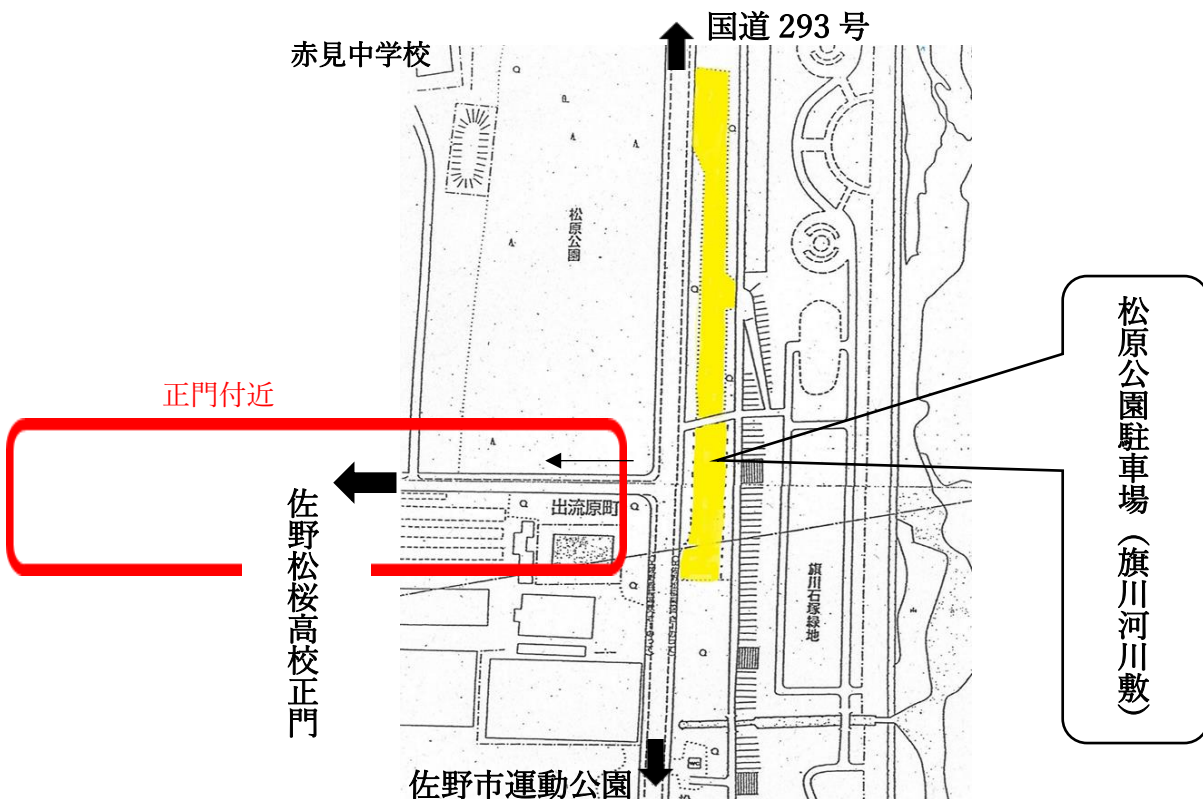 国道 293 号
赤見中学校
松原公園
正門付近
松原公園駐車場（旗川河川敷）
出流原町
佐野松桜高校正門
旗川石塚緑地
佐野市運動公園